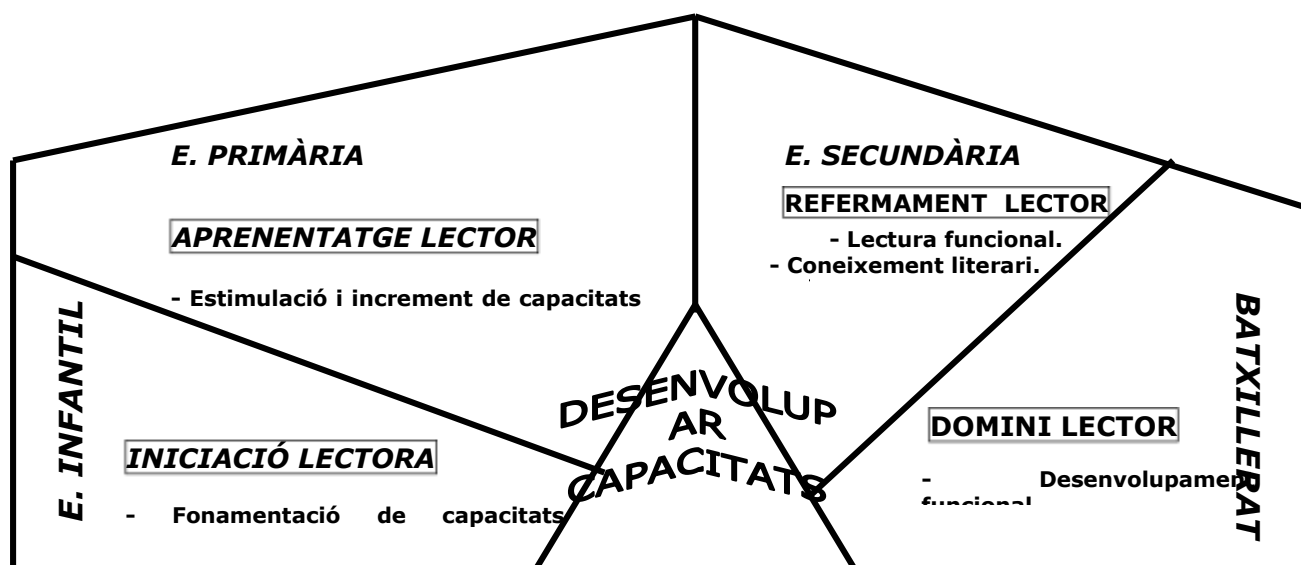 E. PRIMÀRIA
APRENENTATGE LECTOR
- Estimulació i increment de capacitats
E. SECUNDÀRIA
REFERMAMENT LECTOR
- Lectura funcional.
- Coneixement literari.
E. INFANTIL
INICIACIÓ LECTORA
- Fonamentació de capacitats
DESENVOLUP
AR
CAPACITATS
BATXILLERAT
DOMINI LECTOR
- Desenvolupament
funcional